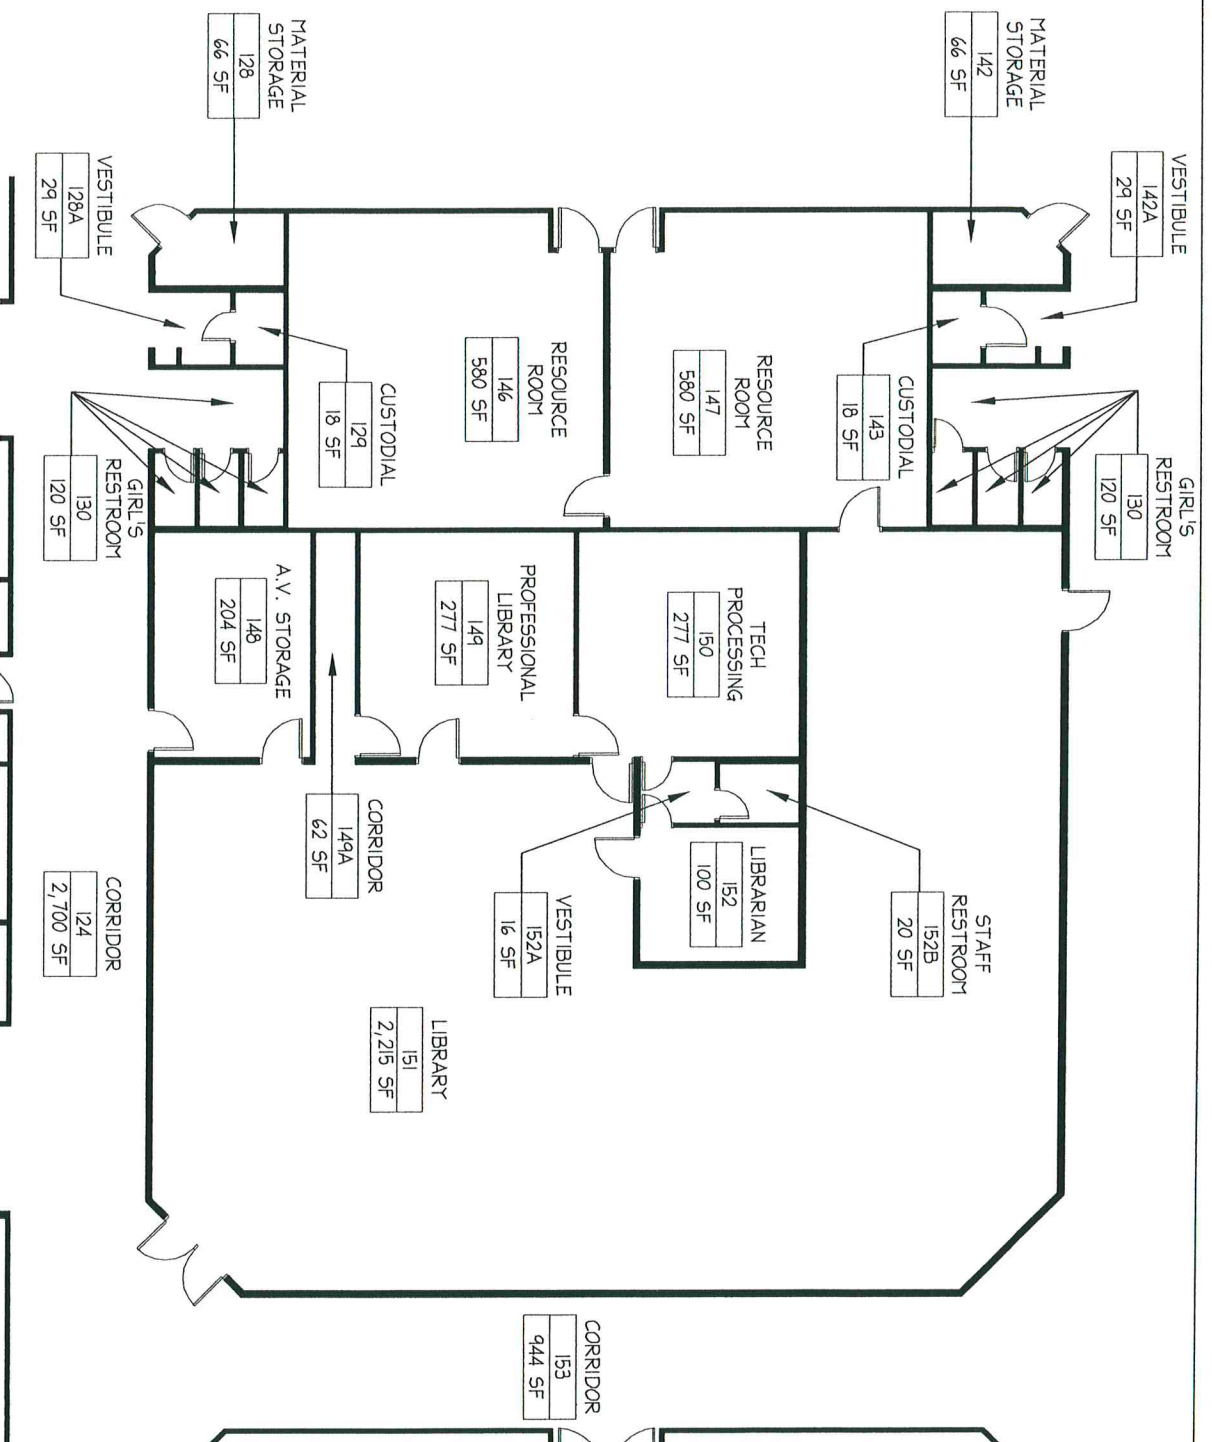 MATERIAL
STORAGE
142
66 SF
VESTIBULE
142A
29 SF
GIRL'S
RESTROOM
130
120 SF
CUSTODIAL
143
18 SF
RESOURCE
ROOM
147
580 SF
RESOURCE
ROOM
146
580 SF
CUSTODIAL
129
18 SF
MATERIAL
STORAGE
128
66 SF
VESTIBULE
128A
29 SF
GIRL'S
RESTROOM
130
120 SF
STAFF
RESTROOM
152B
20 SF
TECH
PROCESSING
150
277 SF
LIBRARIAN
152
100 SF
VESTIBULE
152A
16 SF
PROFESSIONAL
LIBRARY
149
277 SF
CORRIDOR
149A
62 SF
A.V. STORAGE
148
204 SF
LIBRARY
151
2,215 SF
CORRIDOR
124
2,700 SF
CORRIDOR
153
944 SF